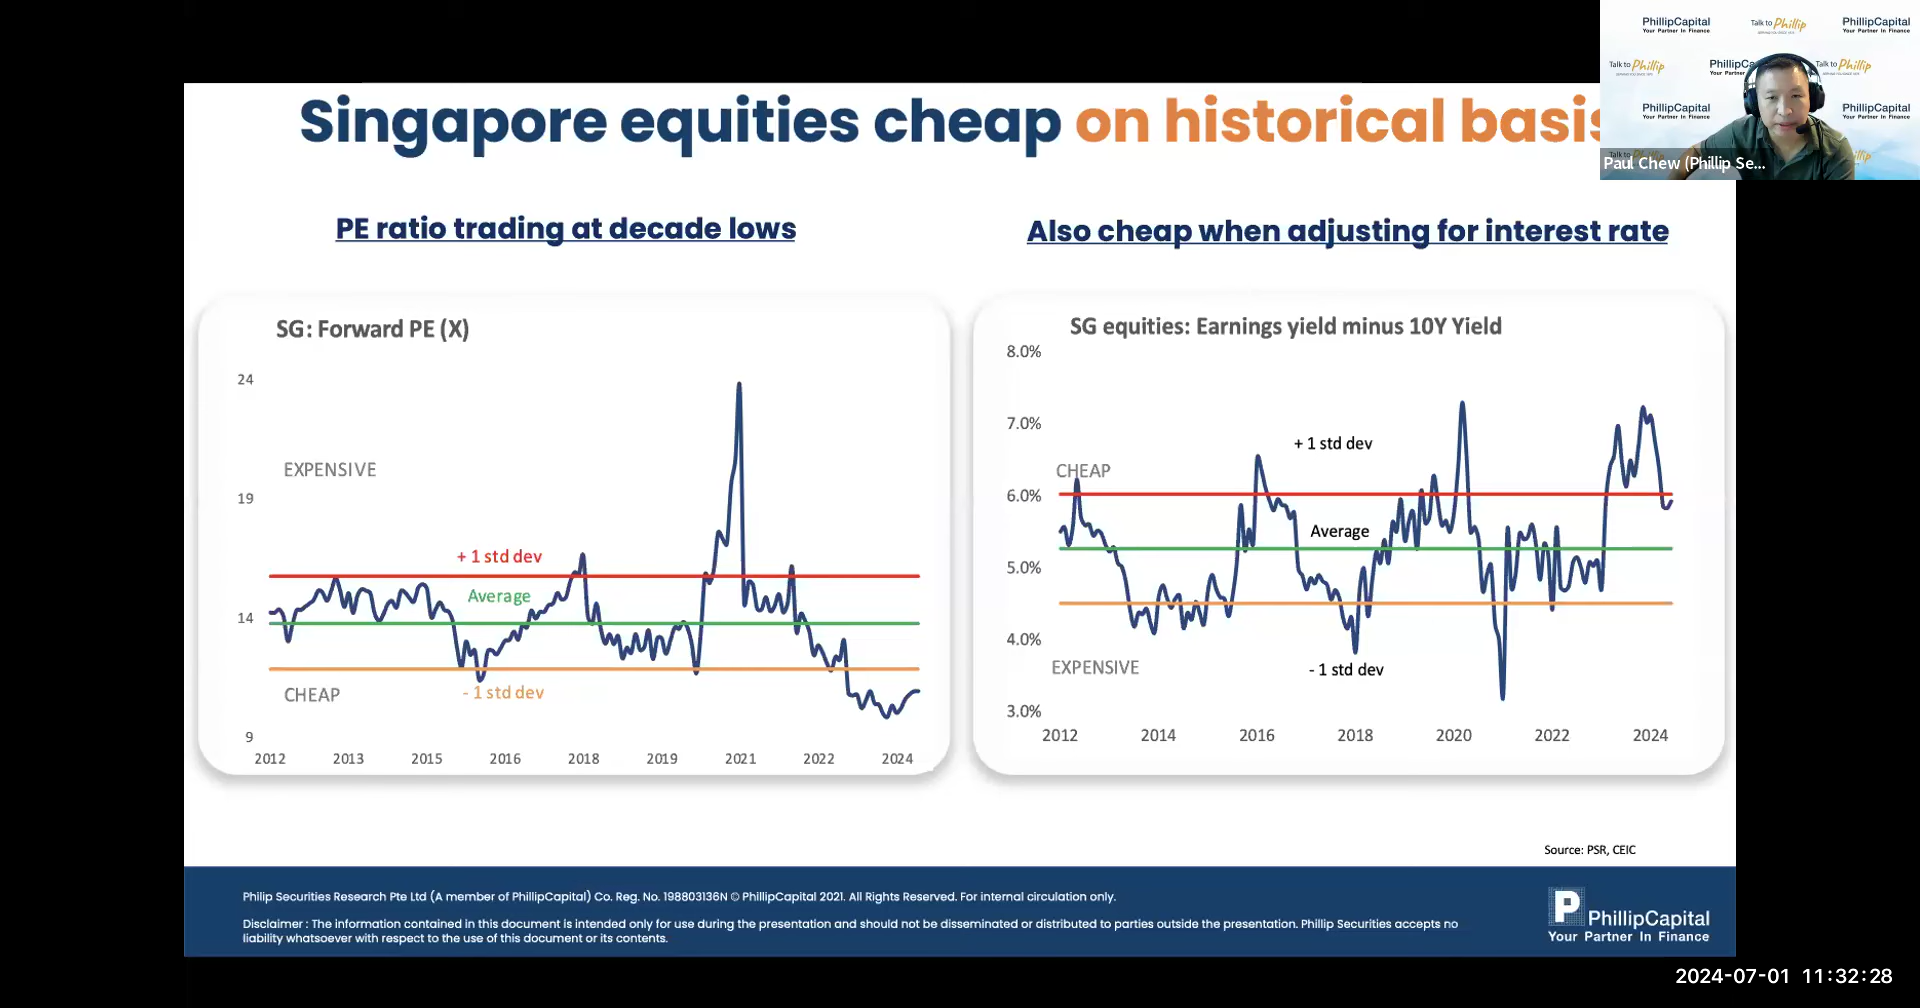 PhillipCapital
Your Partner In Finance
Talk to Phillip
PhillipCapital
Your Partner In Finance
Talk to Phillip
Your Partner
Talk to Phillip
PhillipCapital
Your Partner In Finance
PhillipCapital
Your Partner In Finance
Paul Chew (Phillip Se...
Singapore equities cheap on historical basis
PE ratio trading at decade lows
Also cheap when adjusting for interest rate
SG: Forward PE (X)
24
EXPENSIVE
19
+ 1 std dev
Average
14
- 1 std dev
CHEAP
9
2012 2013 2015 2016 2018 2019 2021 2022 2024
SG equities: Earnings yield minus 10Y Yield
8.0%
7.0%
+ 1 std dev
CHEAP
6.0%
Average
5.0%
4.0%
EXPENSIVE
- 1 std dev
3.0%
2012 2014 2016 2018 2020 2022 2024
Source: PSR, CEIC
Philip Securities Research Pte Ltd (A member of PhillipCapital) Co. Reg. No. 198803136N © PhillipCapital 2021. All Rights Reserved. For internal circulation only.
Disclaimer : The information contained in this document is intended only for use during the presentation and should not be disseminated or distributed to parties outside the presentation. Phillip Securities accepts no
liability whatsoever with respect to the use of this document or its contents.
P PhillipCapital
Your Partner In Finance
2024-07-01 11:32:28